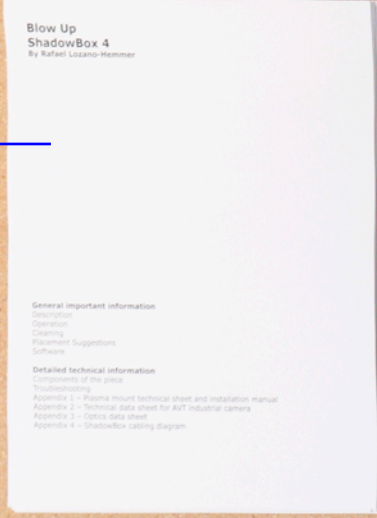 Blow Up
ShadowBox 4
By Rafael Lozano-Hemmer
General important information
Description
Operation
Cleaning
Placement Suggestions
Software
Detailed technical information
Components of the piece
Troubleshooting
Appendix 1 – Plasma mount technical sheet and installation manual
Appendix 2 – Technical data sheet for AVT industrial camera
Appendix 3 – Optics data sheet
Appendix 4 – ShadowBox cabling diagram